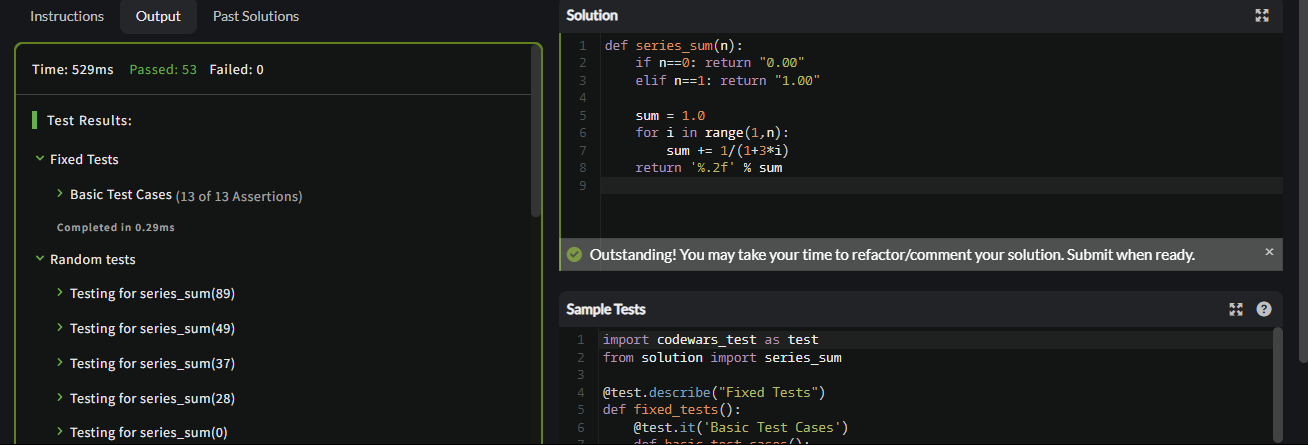 Instructions Output Past Solutions
Time: 529ms Passed: 53 Failed: 0
Test Results:
Fixed Tests
Basic Test Cases (13 of 13 Assertions)
Completed in 0.29ms
Random tests
Testing for series_sum(89)
Testing for series_sum(49)
Testing for series_sum(37)
Testing for series_sum(28)
Testing for series_sum(0)
Solution
1 def series_sum(n):
2     if n==0: return "0.00"
3     elif n==1: return "1.00"
4
5     sum = 1.0
6     for i in range(1,n):
7         sum += 1/(1+3*i)
8     return '%.2f' % sum
9
Outstanding! You may take your time to refactor/comment your solution. Submit when ready. ×
Sample Tests ?
1 import codewars_test as test
2 from solution import series_sum
3
4 @test.describe("Fixed Tests")
5 def fixed_tests():
6     @test.it('Basic Test Cases')
7     def basic_test_cases():